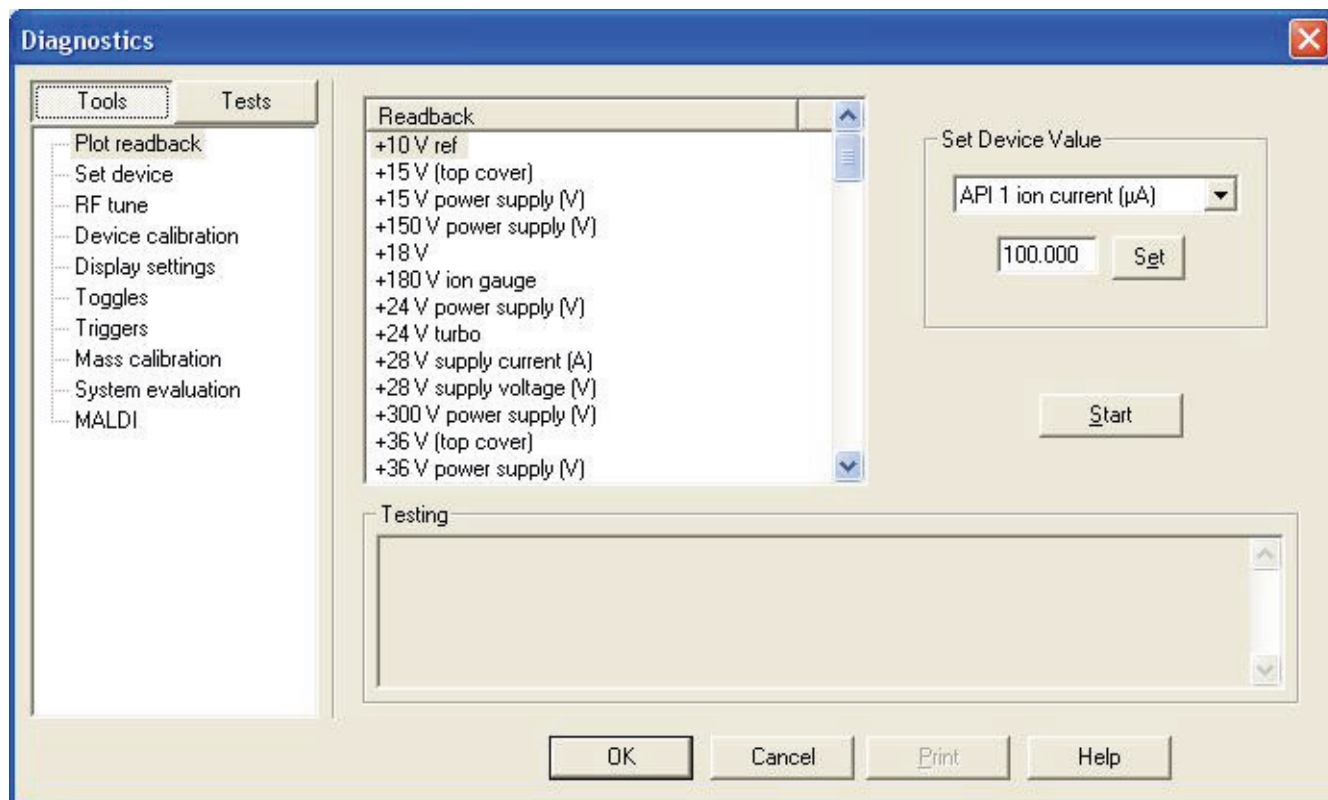 Diagnostics
Tools
Tests
Plot readback
Set device
RF tune
Device calibration
Display settings
Toggles
Triggers
Mass calibration
System evaluation
MALDI
Readback
+10 V ref
+15 V (top cover)
+15 V power supply (V)
+150 V power supply (V)
+18 V
+180 V ion gauge
+24 V power supply (V)
+24 V turbo
+28 V supply current (A)
+28 V supply voltage (V)
+300 V power supply (V)
+36 V (top cover)
+36 V power supply (V)
Set Device Value
API 1 ion current (µA)
100.000
Set
Start
Testing
OK
Cancel
Print
Help